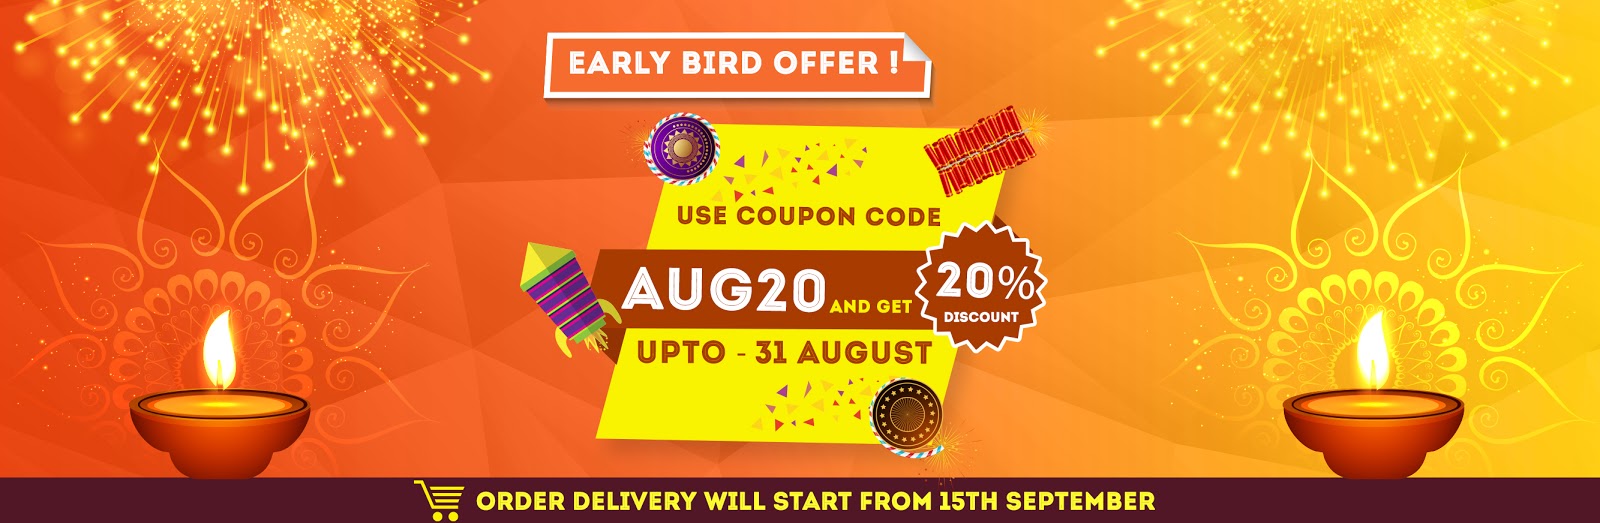 EARLY BIRD OFFER !
USE COUPON CODE
AUG20 AND GET 20% DISCOUNT
UPTO - 31 AUGUST
ORDER DELIVERY WILL START FROM 15TH SEPTEMBER